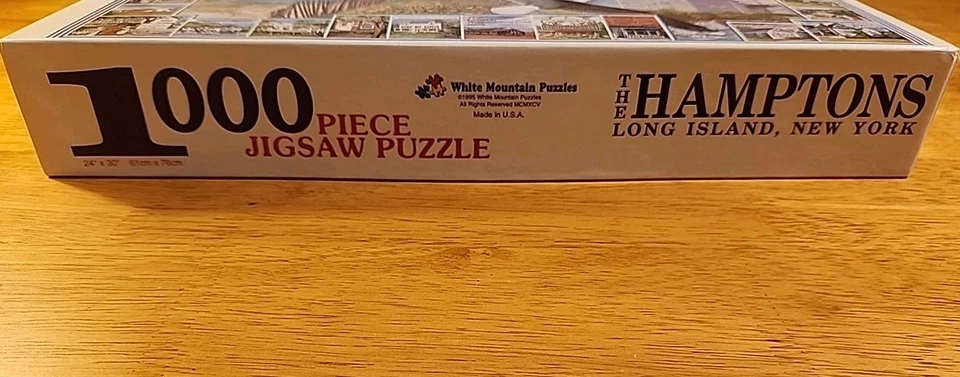 1000
PIECE
JIGSAW PUZZLE
24" x 30" 61cm x 76cm
White Mountain Puzzles
©1995 White Mountain Puzzles
All Rights Reserved MCMXCV
Made in U.S.A.
THE HAMPTONS
LONG ISLAND, NEW YORK